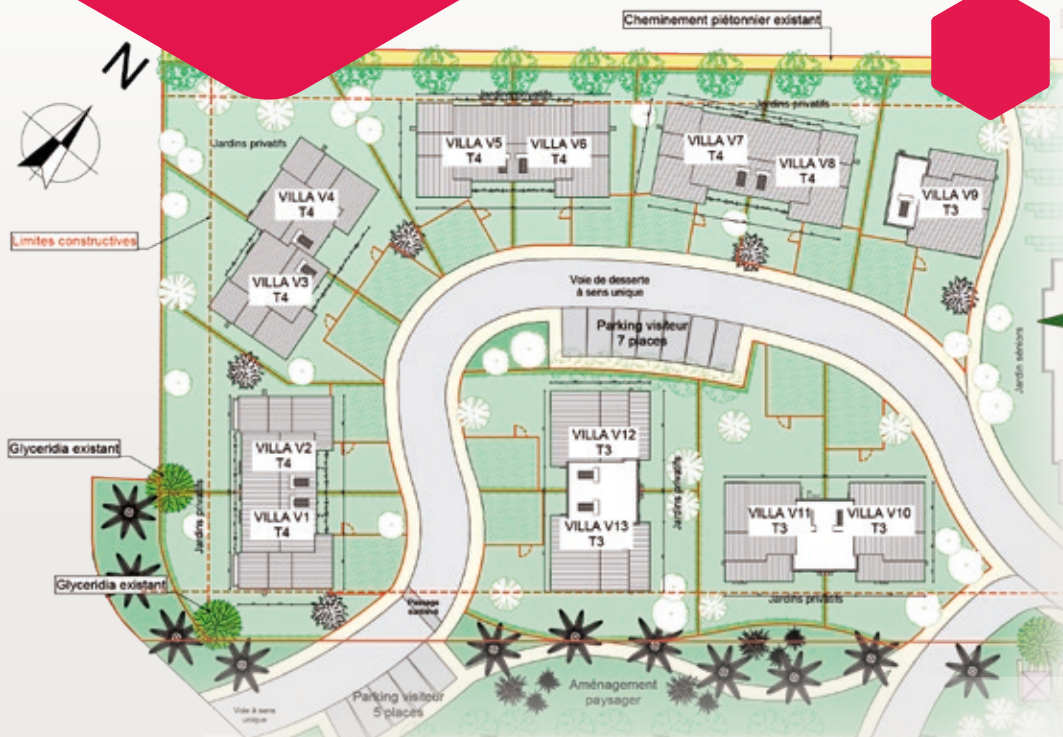 Cheminement piétonnier existant
N
Jardins privatifs
Jardins privatifs
Jardins privatifs
VILLA V5
T4
VILLA V6
T4
VILLA V7
T4
VILLA V8
T4
VILLA V9
T3
VILLA V4
T4
VILLA V3
T4
Limites constructives
Voie de desserte
à sens unique
Parking visiteur
7 places
Jardin séniors
Glyceridia existant
VILLA V2
T4
VILLA V1
T4
Jardins privatifs
VILLA V12
T3
VILLA V13
T3
Jardins privatifs
VILLA V11
T3
VILLA V10
T3
Jardins privatifs
Glyceridia existant
Voie à sens
unique
Parking visiteur
5 places
Aménagement
paysager